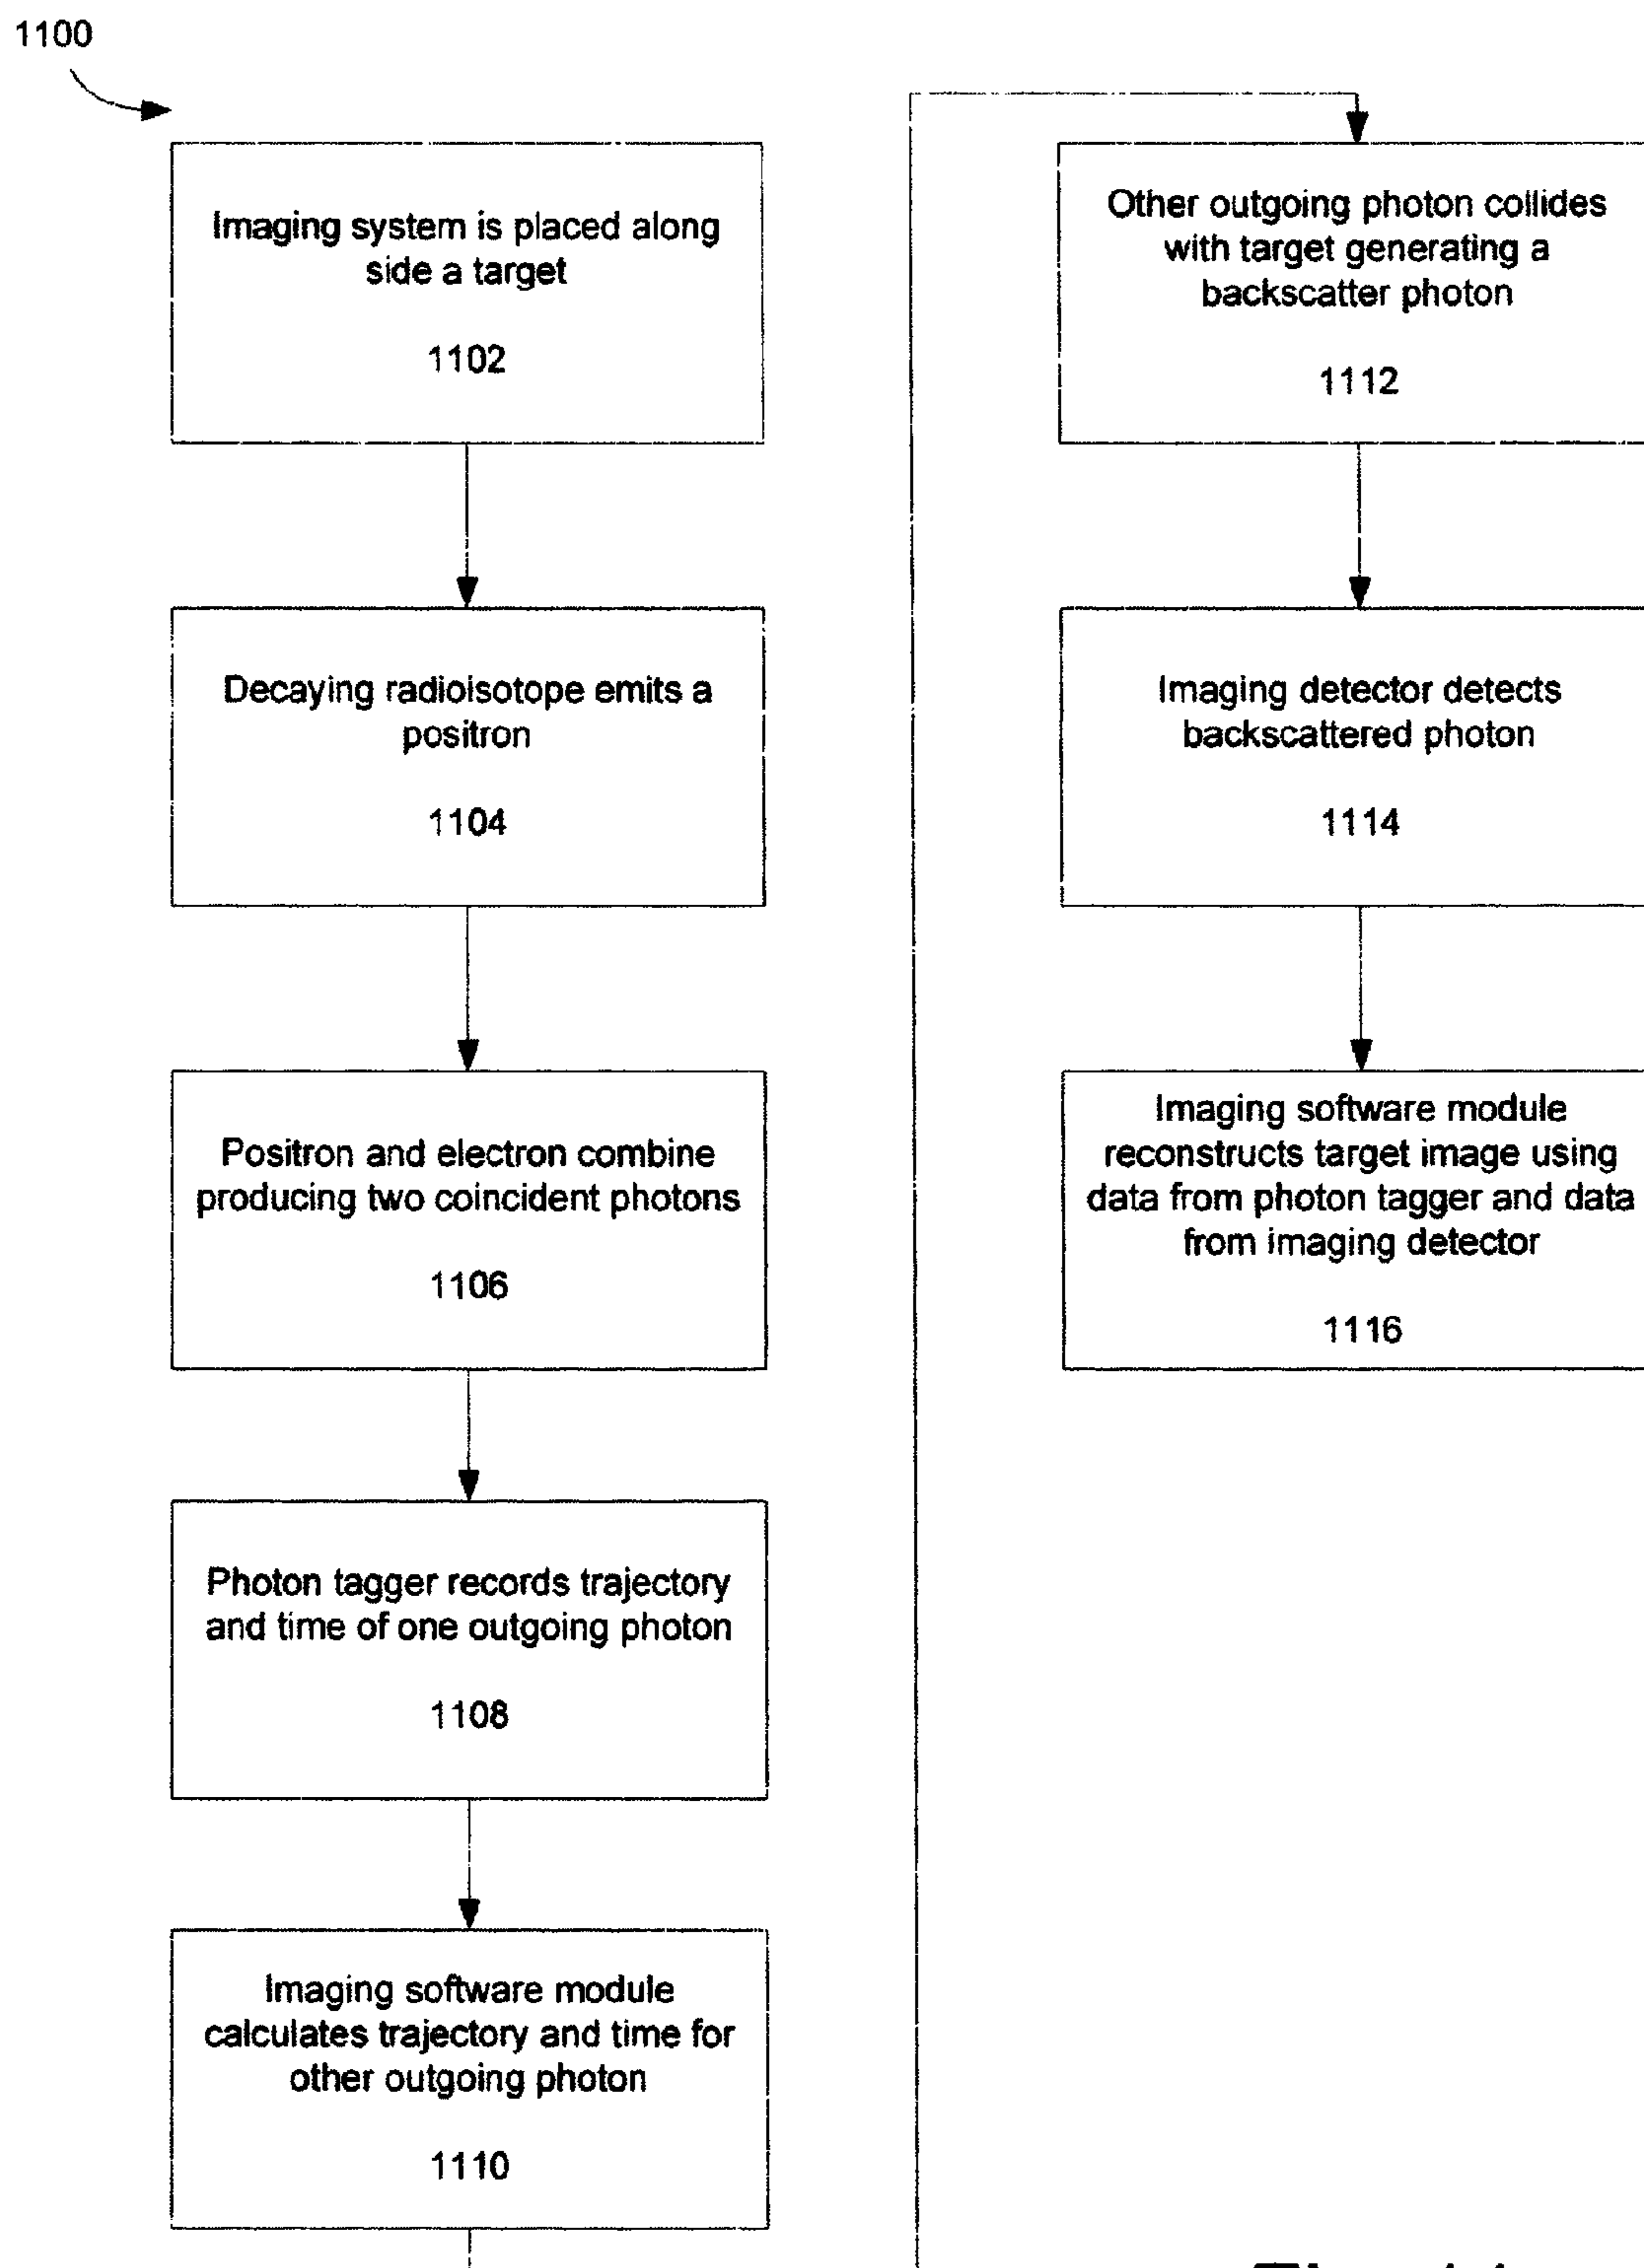 1100
Imaging system is placed along
side a target
1102
Decaying radioisotope emits a
positron
1104
Positron and electron combine
producing two coincident photons
1106
Photon tagger records trajectory
and time of one outgoing photon
1108
Imaging software module
calculates trajectory and time for
other outgoing photon
1110
Other outgoing photon collides
with target generating a
backscatter photon
1112
Imaging detector detects
backscattered photon
1114
Imaging software module
reconstructs target image using
data from photon tagger and data
from imaging detector
1116